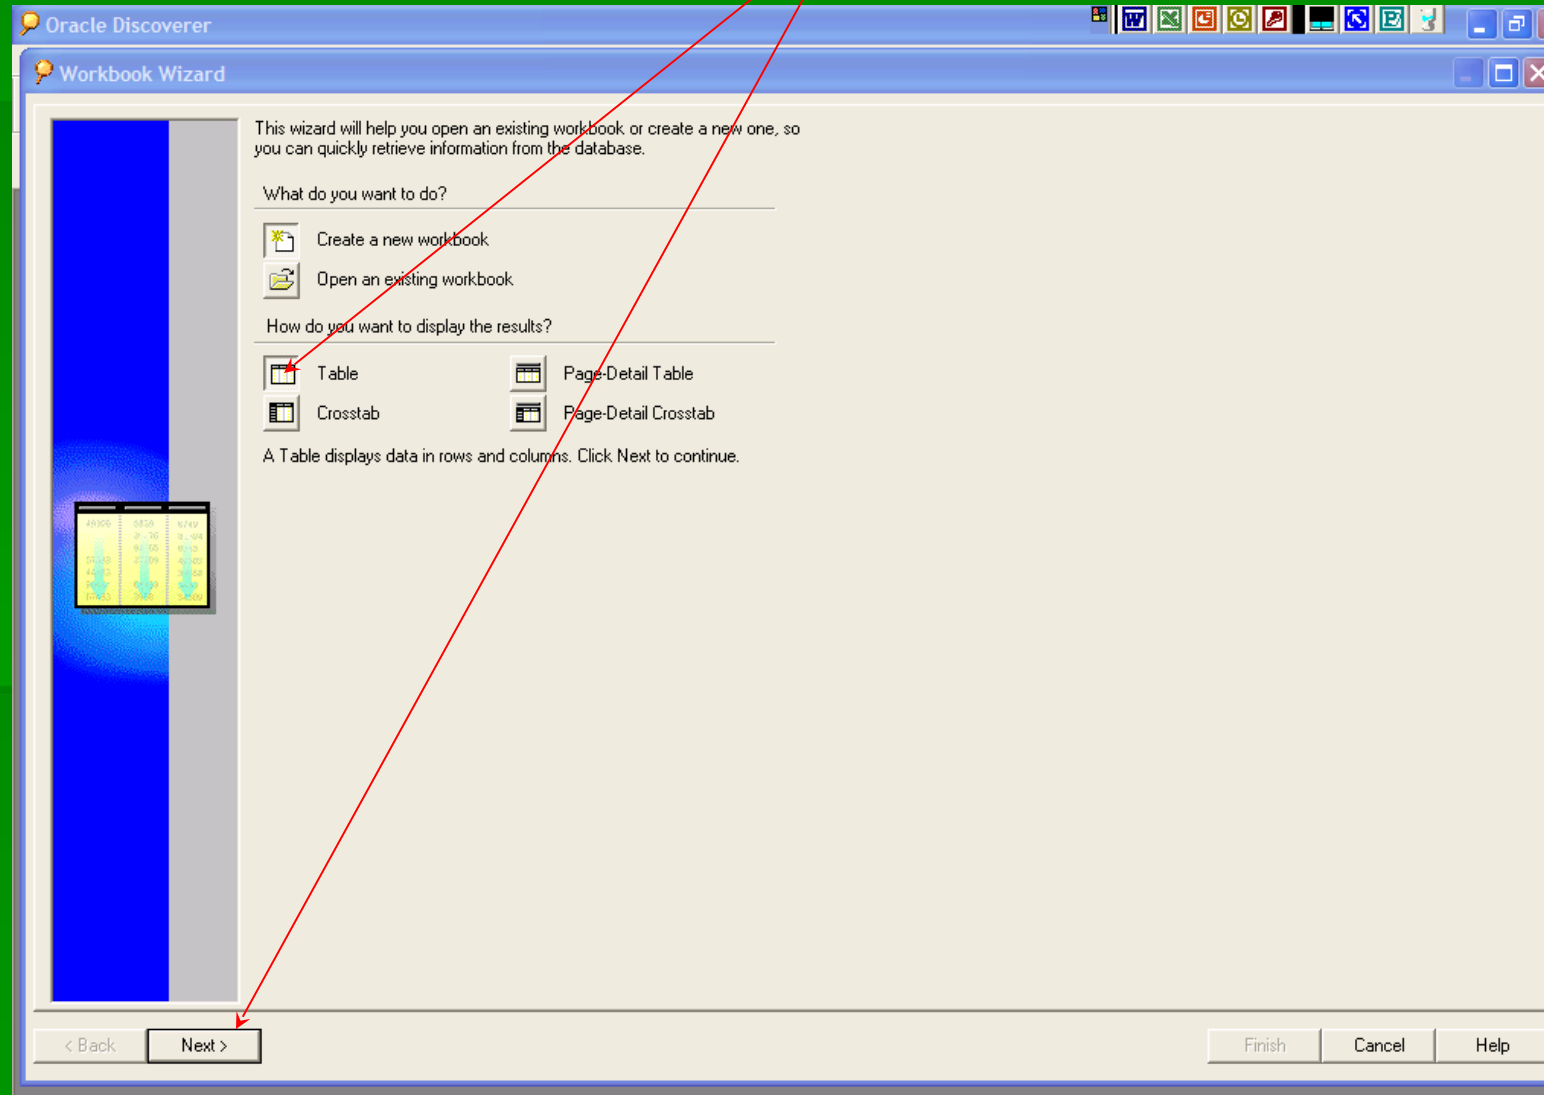 Oracle Discoverer
Workbook Wizard
This wizard will help you open an existing workbook or create a new one, so
you can quickly retrieve information from the database.
What do you want to do?
Create a new workbook
Open an existing workbook
How do you want to display the results?
Table
Page-Detail Table
Crosstab
Page-Detail Crosstab
A Table displays data in rows and columns. Click Next to continue.
< Back
Next >
Finish
Cancel
Help